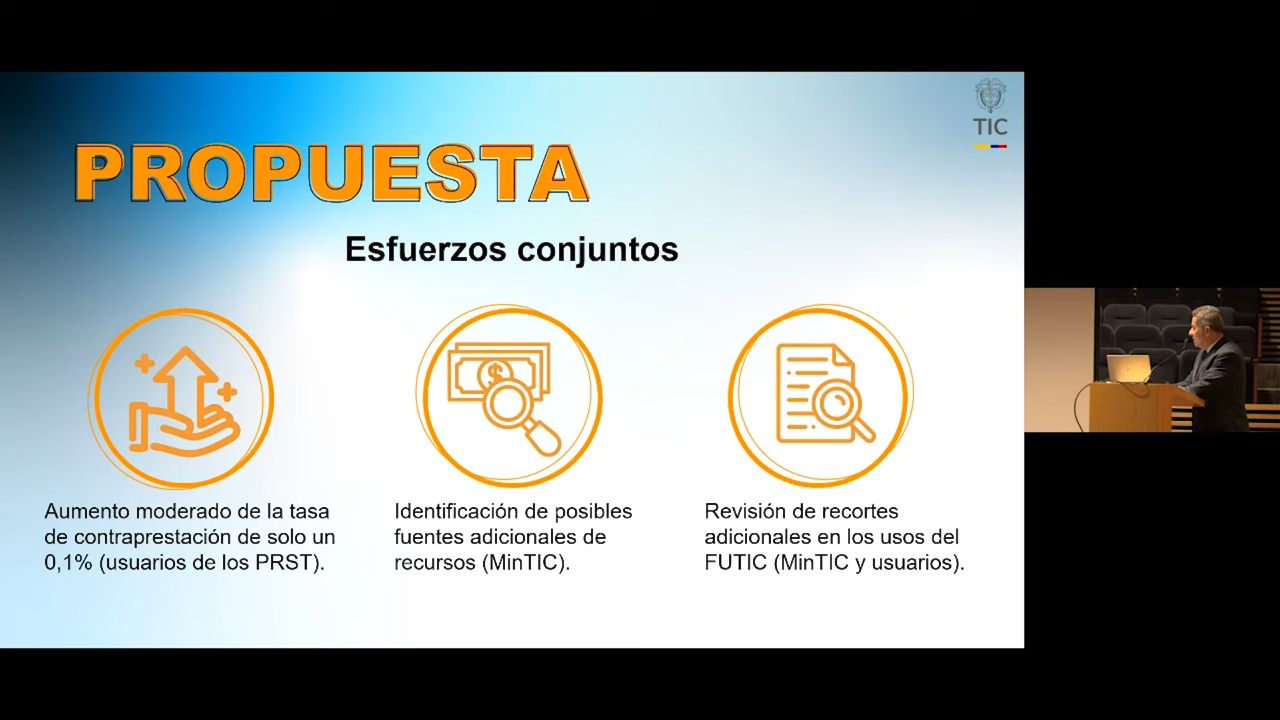 TIC
PROPUESTA
Esfuerzos conjuntos
Aumento moderado de la tasa
de contraprestación de solo un
0,1% (usuarios de los PRST).
Identificación de posibles
fuentes adicionales de
recursos (MinTIC).
Revisión de recortes
adicionales en los usos del
FUTIC (MinTIC y usuarios).